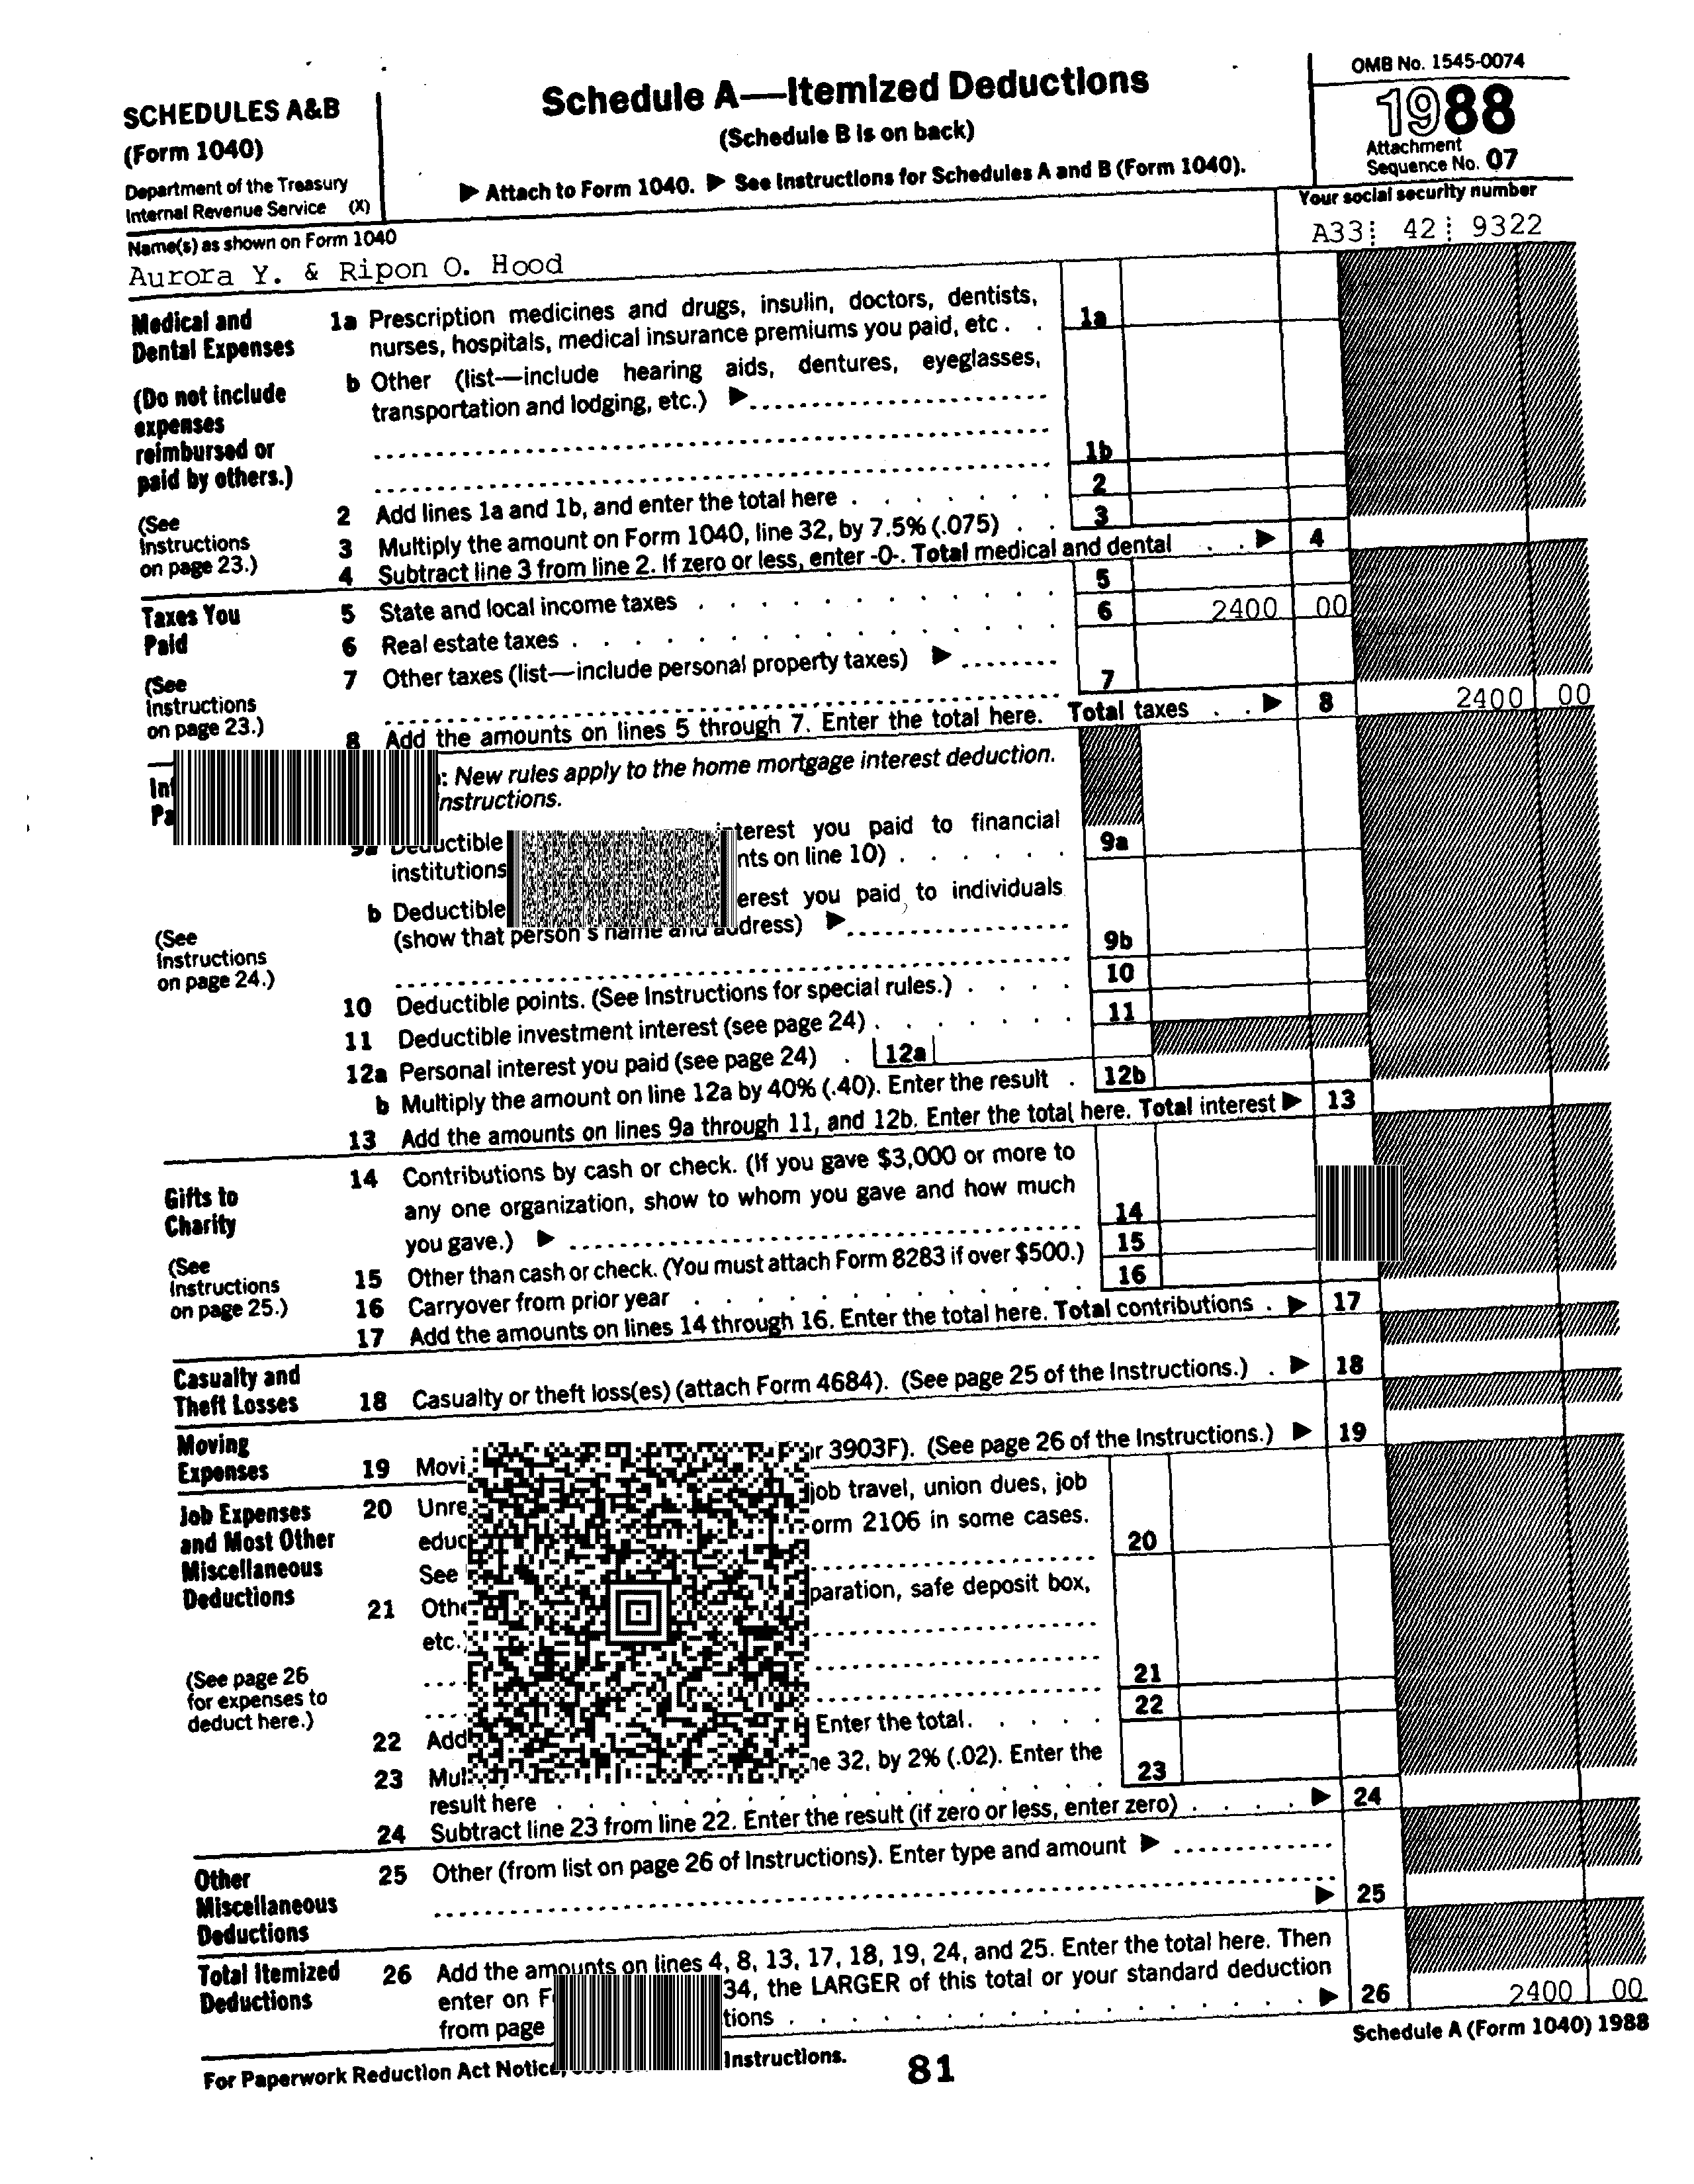 SCHEDULES A&B
(Form 1040)
Department of the Treasury
Internal Revenue Service (X)
Schedule A—Itemized Deductions
(Schedule B is on back)
▶ Attach to Form 1040. ▶ See Instructions for Schedules A and B (Form 1040).
OMB No. 1545-0074
1988
Attachment
Sequence No. 07
Name(s) as shown on Form 1040
Your social security number
Aurora Y. & Ripon O. Hood
A33 42 9322
Medical and
Dental Expenses
(Do not include
expenses
reimbursed or
paid by others.)
(See
Instructions
on page 23.)
1a Prescription medicines and drugs, insulin, doctors, dentists,
nurses, hospitals, medical insurance premiums you paid, etc . . 1a
b Other (list—include hearing aids, dentures, eyeglasses,
transportation and lodging, etc.) ▶
1b
2 Add lines 1a and 1b, and enter the total here . . . . . . . 2
3 Multiply the amount on Form 1040, line 32, by 7.5% (.075) . . 3
4 Subtract line 3 from line 2. If zero or less, enter -0-. Total medical and dental . . ▶ 4
Taxes You
Paid
(See
Instructions
on page 23.)
5 State and local income taxes . . . . . . . . . . . . 5
6 Real estate taxes . . . . . . . . . . . . . . . 6 2400 00
7 Other taxes (list—include personal property taxes) ▶
7
8 Add the amounts on lines 5 through 7. Enter the total here. Total taxes . . ▶ 8 2400 00
: New rules apply to the home mortgage interest deduction.
nstructions.
9a Deductible terest you paid to financial
institutions nts on line 10) . . . . . . 9a
b Deductible erest you paid to individuals
(show that person's name and address) ▶
9b
(See
Instructions
on page 24.)
10 Deductible points. (See Instructions for special rules.) . . . . 10
11 Deductible investment interest (see page 24) . . . . . . . 11
12a Personal interest you paid (see page 24) . 12a
b Multiply the amount on line 12a by 40% (.40). Enter the result . 12b
13 Add the amounts on lines 9a through 11, and 12b. Enter the total here. Total interest ▶ 13
Gifts to
Charity
(See
Instructions
on page 25.)
14 Contributions by cash or check. (If you gave $3,000 or more to
any one organization, show to whom you gave and how much
you gave.) ▶ 14
15 Other than cash or check. (You must attach Form 8283 if over $500.) 15
16 Carryover from prior year . . . . . . . . . . . . 16
17 Add the amounts on lines 14 through 16. Enter the total here. Total contributions . ▶ 17
Casualty and
Theft Losses
18 Casualty or theft loss(es) (attach Form 4684). (See page 25 of the Instructions.) . ▶ 18
Moving
Expenses
19 Movi r 3903F). (See page 26 of the Instructions.) ▶ 19
Job Expenses
and Most Other
Miscellaneous
Deductions
(See page 26
for expenses to
deduct here.)
20 Unre job travel, union dues, job
educ orm 2106 in some cases.
See 20
21 Othe paration, safe deposit box,
etc.)
21
22 Add Enter the total. . . . . 22
23 Mul ne 32, by 2% (.02). Enter the
result here . . . . . . . . . . . . . . . 23
24 Subtract line 23 from line 22. Enter the result (if zero or less, enter zero) . . . . ▶ 24
Other
Miscellaneous
Deductions
25 Other (from list on page 26 of Instructions). Enter type and amount ▶
▶ 25
Total Itemized
Deductions
26 Add the amounts on lines 4, 8, 13, 17, 18, 19, 24, and 25. Enter the total here. Then
enter on F 34, the LARGER of this total or your standard deduction
from page tions . . . . . . . . . . . . . . ▶ 26 2400 00
For Paperwork Reduction Act Notice, Instructions.
81
Schedule A (Form 1040) 1988